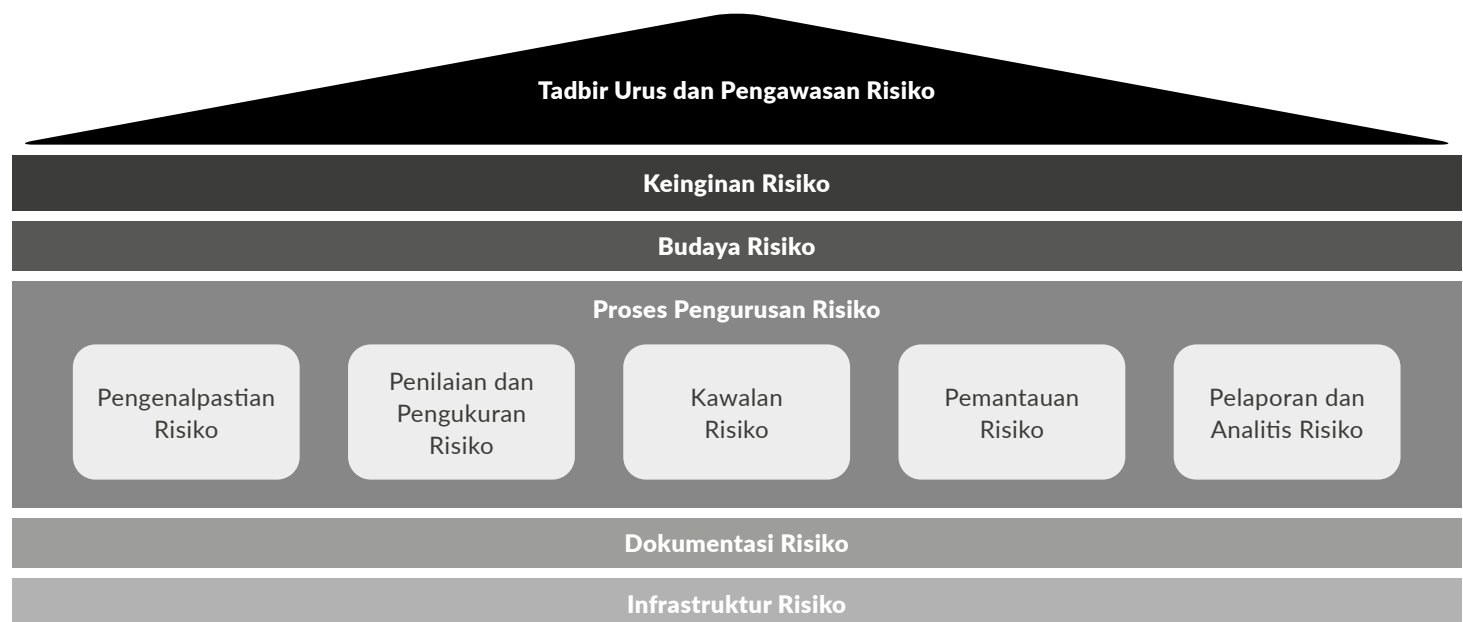 Tadbir Urus dan Pengawasan Risiko
Keinginan Risiko
Budaya Risiko
Proses Pengurusan Risiko
Pengenalpastian
Risiko
Penilaian dan
Pengukuran
Risiko
Kawalan
Risiko
Pemantauan
Risiko
Pelaporan dan
Analitis Risiko
Dokumentasi Risiko
Infrastruktur Risiko